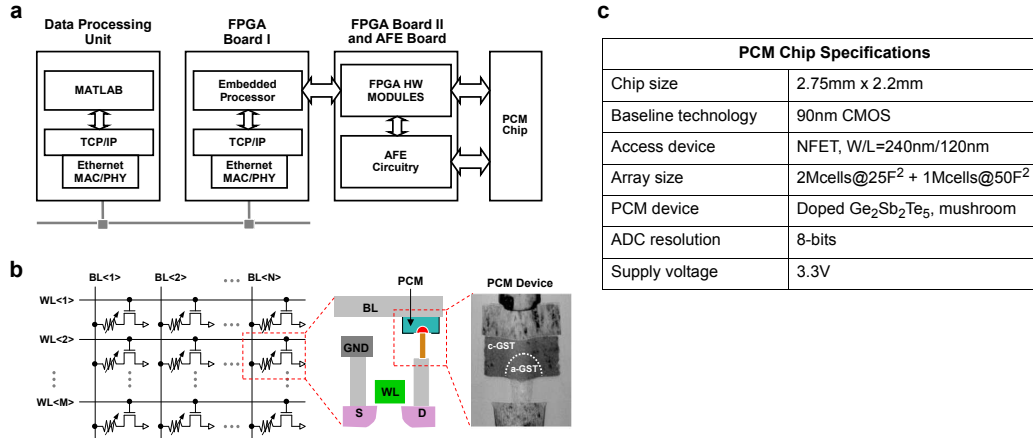 a
Data Processing
Unit
MATLAB
TCP/IP
Ethernet
MAC/PHY
FPGA
Board I
Embedded
Processor
TCP/IP
Ethernet
MAC/PHY
FPGA Board II
and AFE Board
FPGA HW
MODULES
AFE
Circuitry
PCM
Chip
b
BL<1>
BL<2>
BL<N>
WL<1>
WL<2>
WL<M>
PCM
BL
GND
WL
S
D
PCM Device
c-GST
a-GST
c
PCM Chip Specifications
Chip size 2.75mm x 2.2mm
Baseline technology 90nm CMOS
Access device NFET, W/L=240nm/120nm
Array size 2Mcells@25F² + 1Mcells@50F²
PCM device Doped Ge₂Sb₂Te₅, mushroom
ADC resolution 8-bits
Supply voltage 3.3V